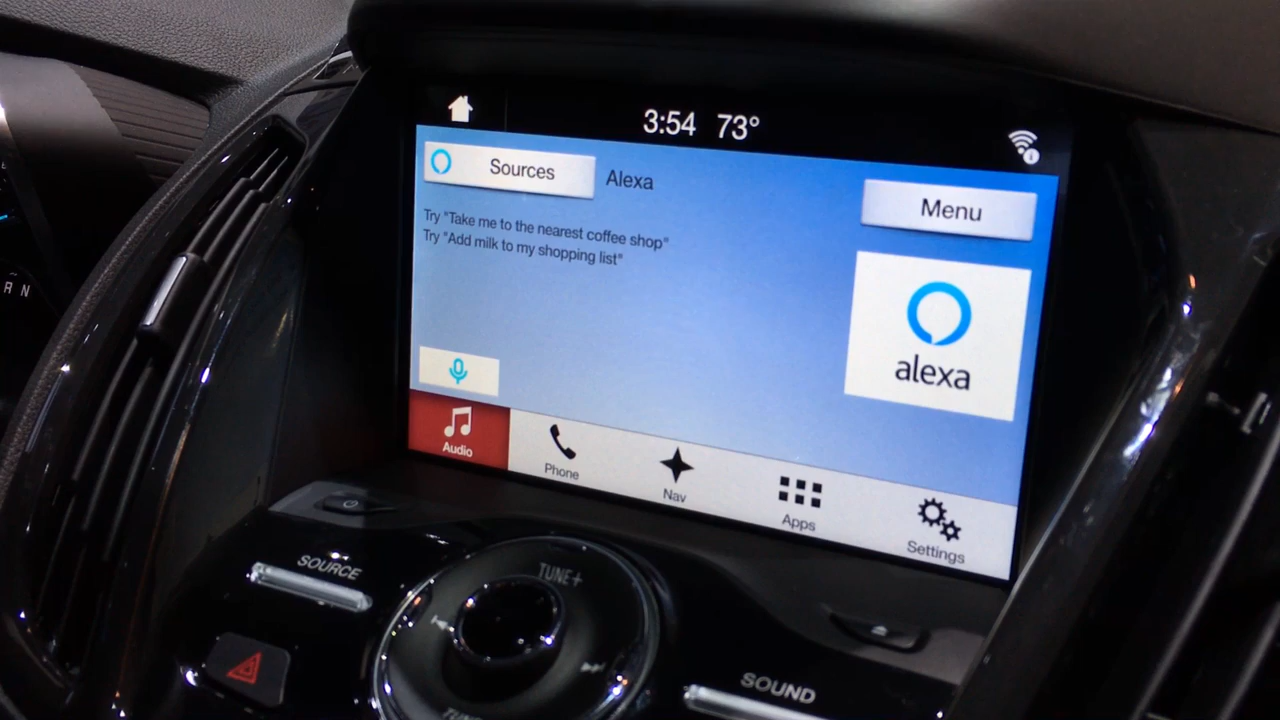 3:54 73°
Sources
Alexa
Menu
Try "Take me to the nearest coffee shop"
Try "Add milk to my shopping list"
alexa
Audio
Phone
Nav
Apps
Settings
R N
SOURCE
TUNE+
SOUND